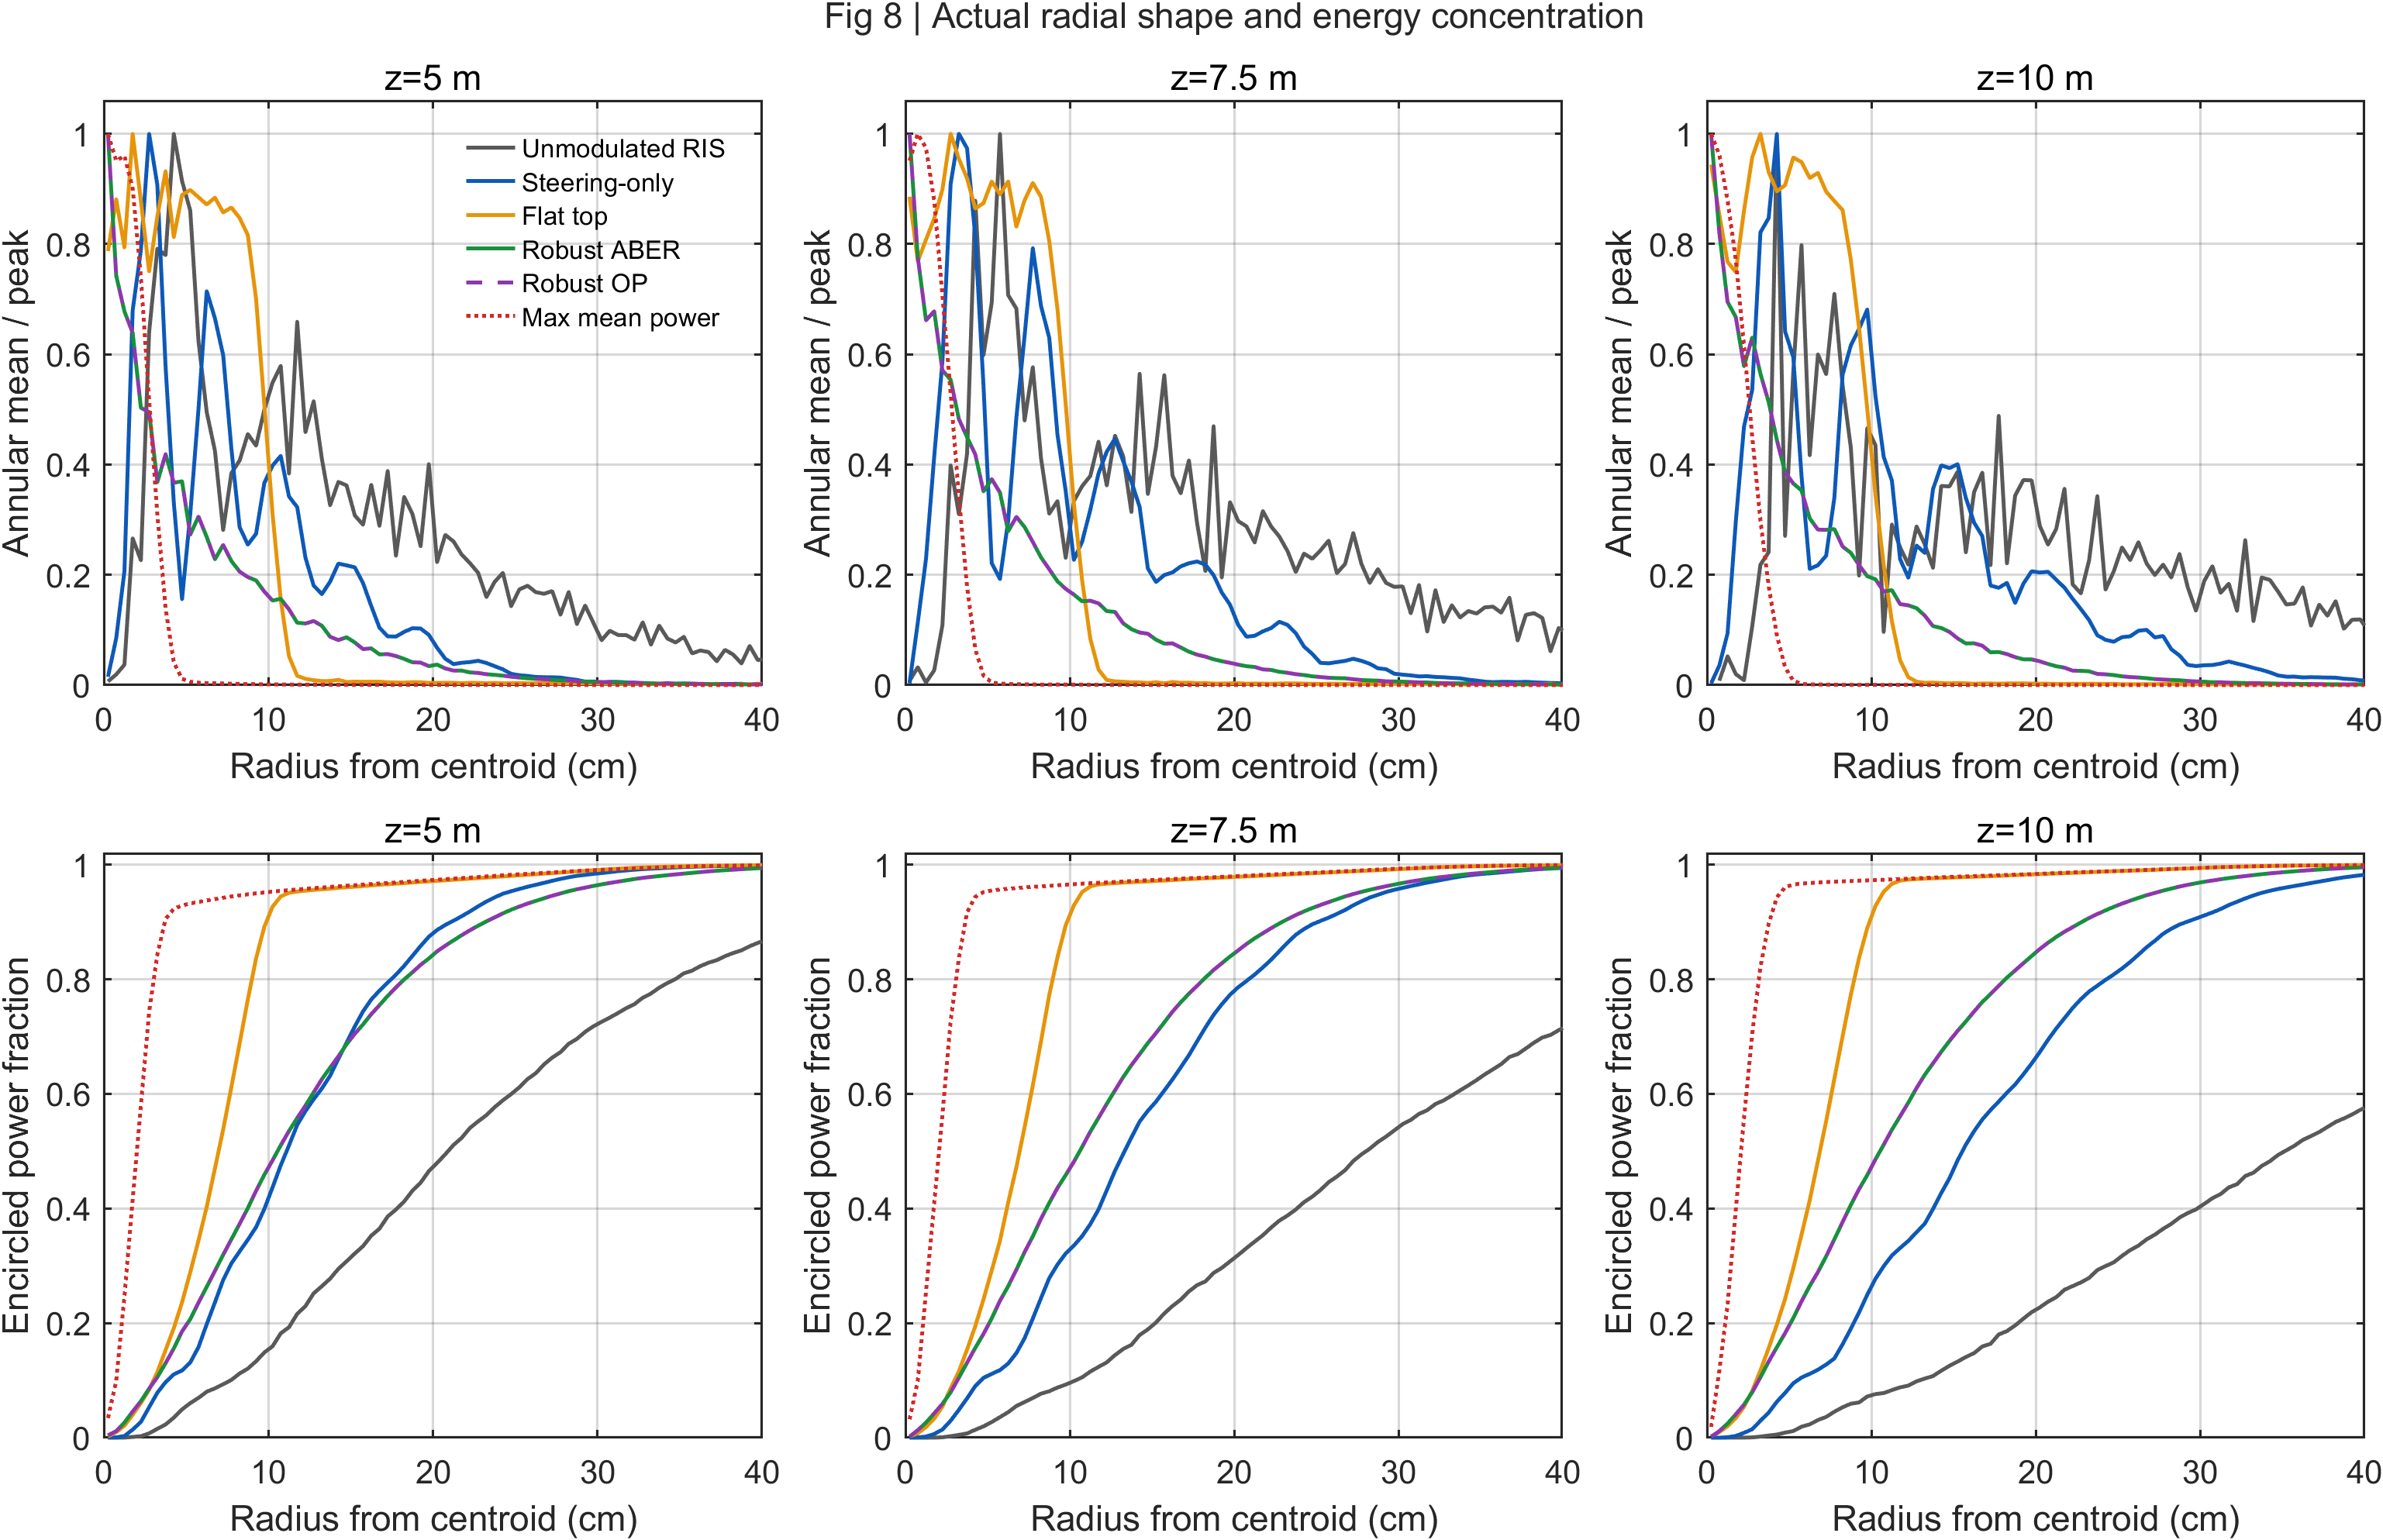 Fig 8 | Actual radial shape and energy concentration
z=5 m
1
0.8
0.6
0.4
0.2
0
0 10 20 30 40
Annular mean / peak
Radius from centroid (cm)
Unmodulated RIS
Steering-only
Flat top
Robust ABER
Robust OP
Max mean power
z=7.5 m
1
0.8
0.6
0.4
0.2
0
0 10 20 30 40
Annular mean / peak
Radius from centroid (cm)
z=10 m
1
0.8
0.6
0.4
0.2
0
0 10 20 30 40
Annular mean / peak
Radius from centroid (cm)
z=5 m
1
0.8
0.6
0.4
0.2
0
0 10 20 30 40
Encircled power fraction
Radius from centroid (cm)
z=7.5 m
1
0.8
0.6
0.4
0.2
0
0 10 20 30 40
Encircled power fraction
Radius from centroid (cm)
z=10 m
1
0.8
0.6
0.4
0.2
0
0 10 20 30 40
Encircled power fraction
Radius from centroid (cm)